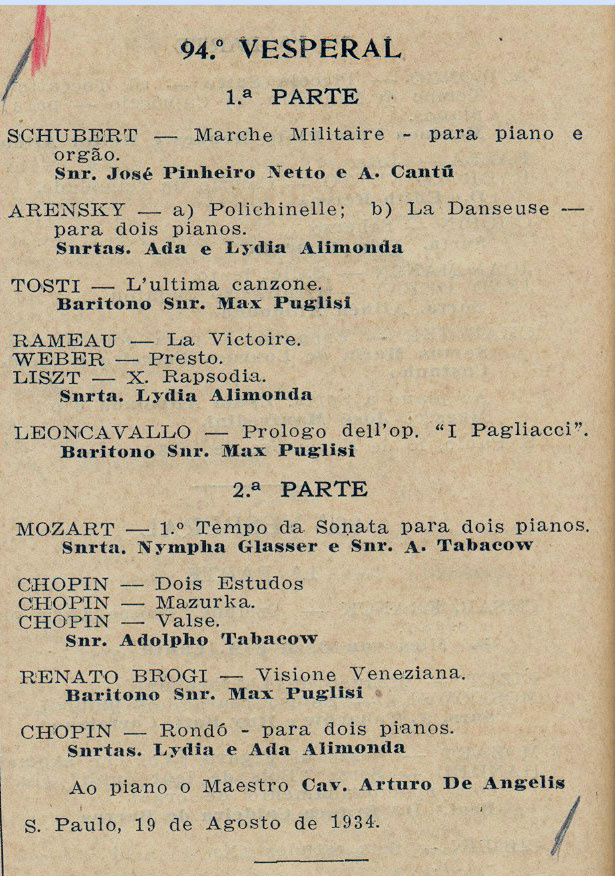 94.º VESPERAL
1.ª PARTE
SCHUBERT — Marche Militaire - para piano e
orgão.
Snr. José Pinheiro Netto e A. Cantú
ARENSKY — a) Polichinelle; b) La Danseuse —
para dois pianos.
Snrtas. Ada e Lydia Alimonda
TOSTI — L'ultima canzone.
Baritono Snr. Max Puglisi
RAMEAU — La Victoire.
WEBER — Presto.
LISZT — X. Rapsodia.
Snrta. Lydia Alimonda
LEONCAVALLO — Prologo dell'op. "I Pagliacci".
Baritono Snr. Max Puglisi
2.ª PARTE
MOZART — 1.º Tempo da Sonata para dois pianos.
Snrta. Nympha Glasser e Snr. A. Tabacow
CHOPIN — Dois Estudos
CHOPIN — Mazurka.
CHOPIN — Valse.
Snr. Adolpho Tabacow
RENATO BROGI — Visione Veneziana.
Baritono Snr. Max Puglisi
CHOPIN — Rondó - para dois pianos.
Snrtas. Lydia e Ada Alimonda
Ao piano o Maestro Cav. Arturo De Angelis
S. Paulo, 19 de Agosto de 1934.